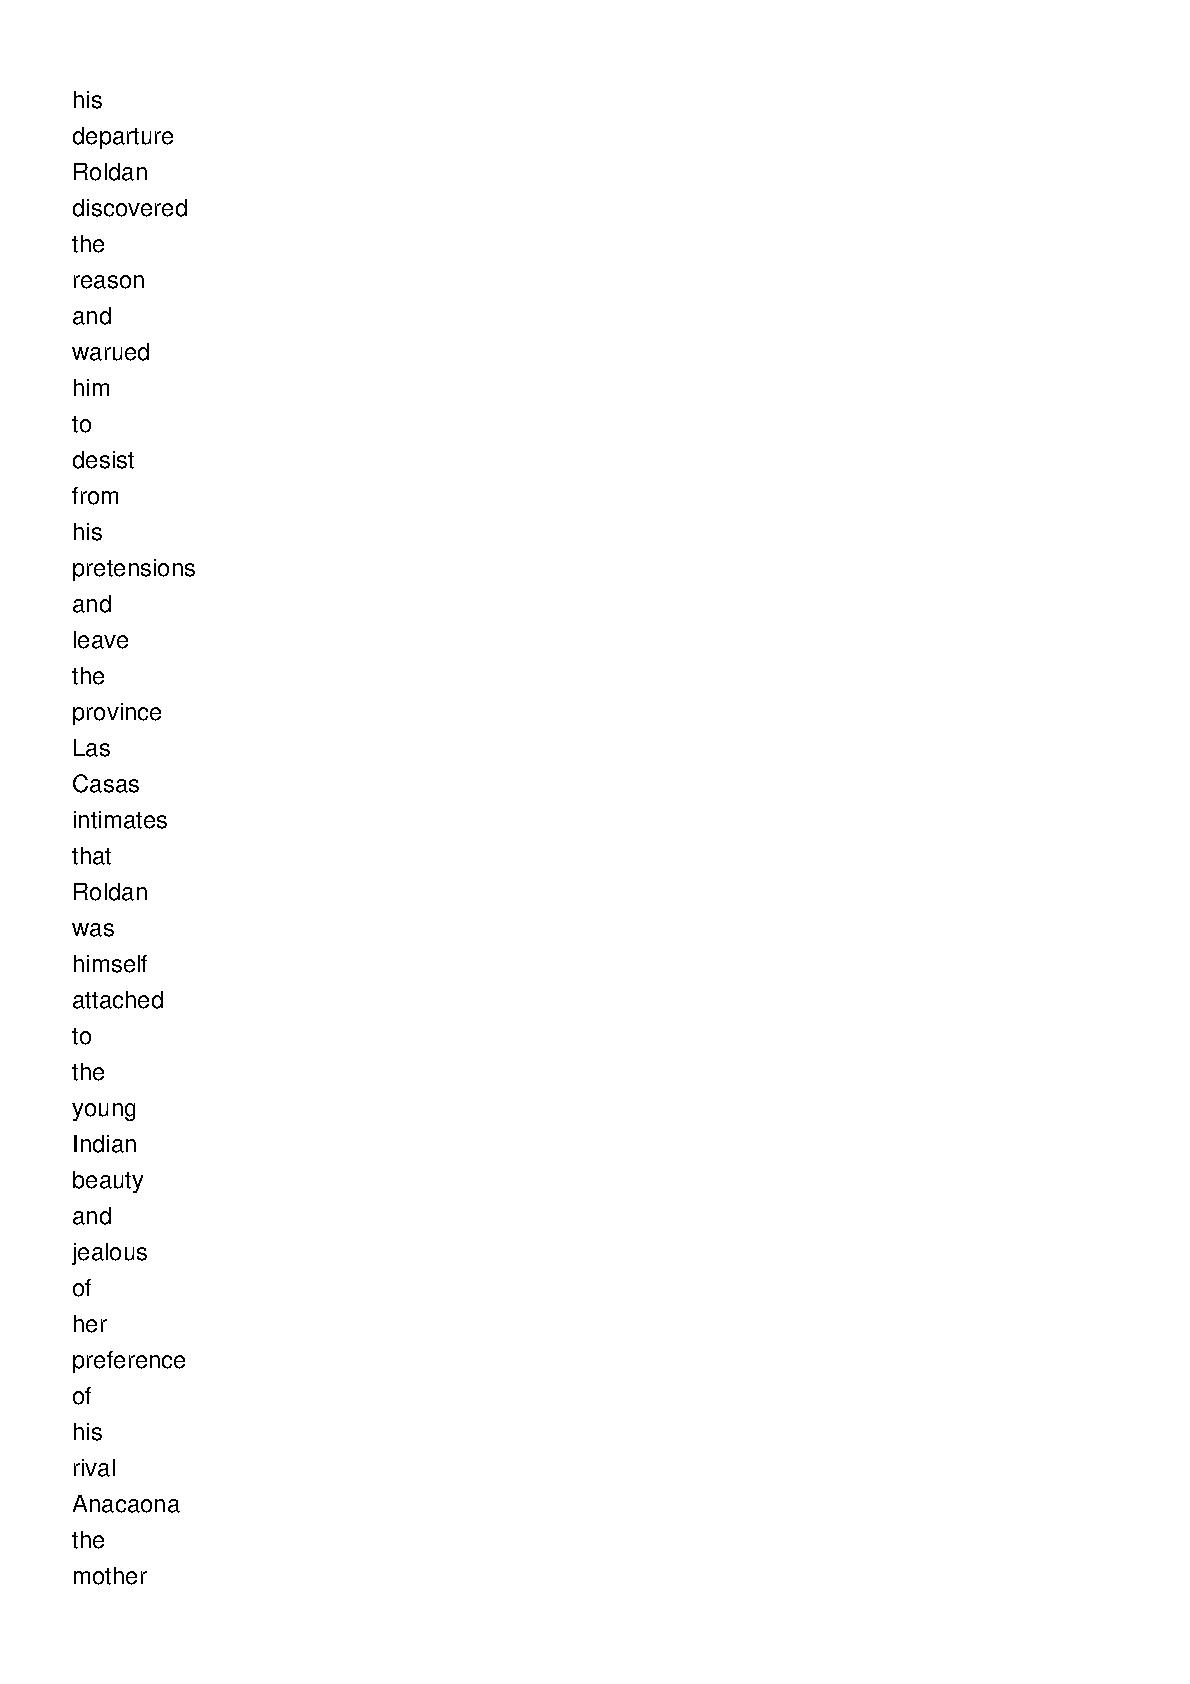 his
departure
Roldan
discovered
the
reason
and
warued
him
to
desist
from
his
pretensions
and
leave
the
province
Las
Casas
intimates
that
Roldan
was
himself
attached
to
the
young
Indian
beauty
and
jealous
of
her
preference
of
his
rival
Anacaona
the
mother